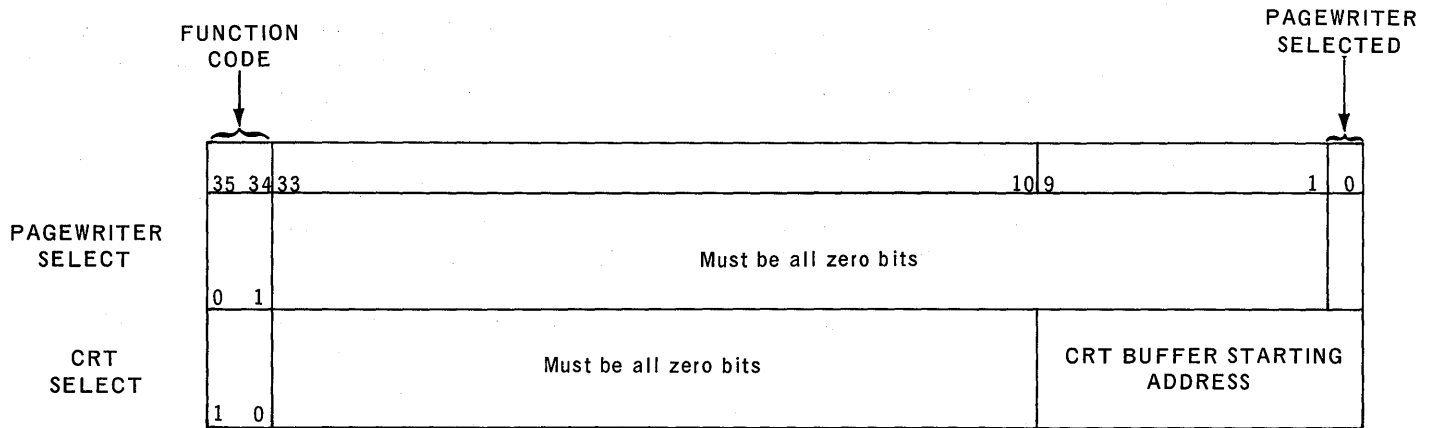 FUNCTION
CODE
PAGEWRITER
SELECTED
35 34 33 10 9 1 0
PAGEWRITER
SELECT
Must be all zero bits
0 1
CRT
SELECT
Must be all zero bits
CRT BUFFER STARTING
ADDRESS
1 0